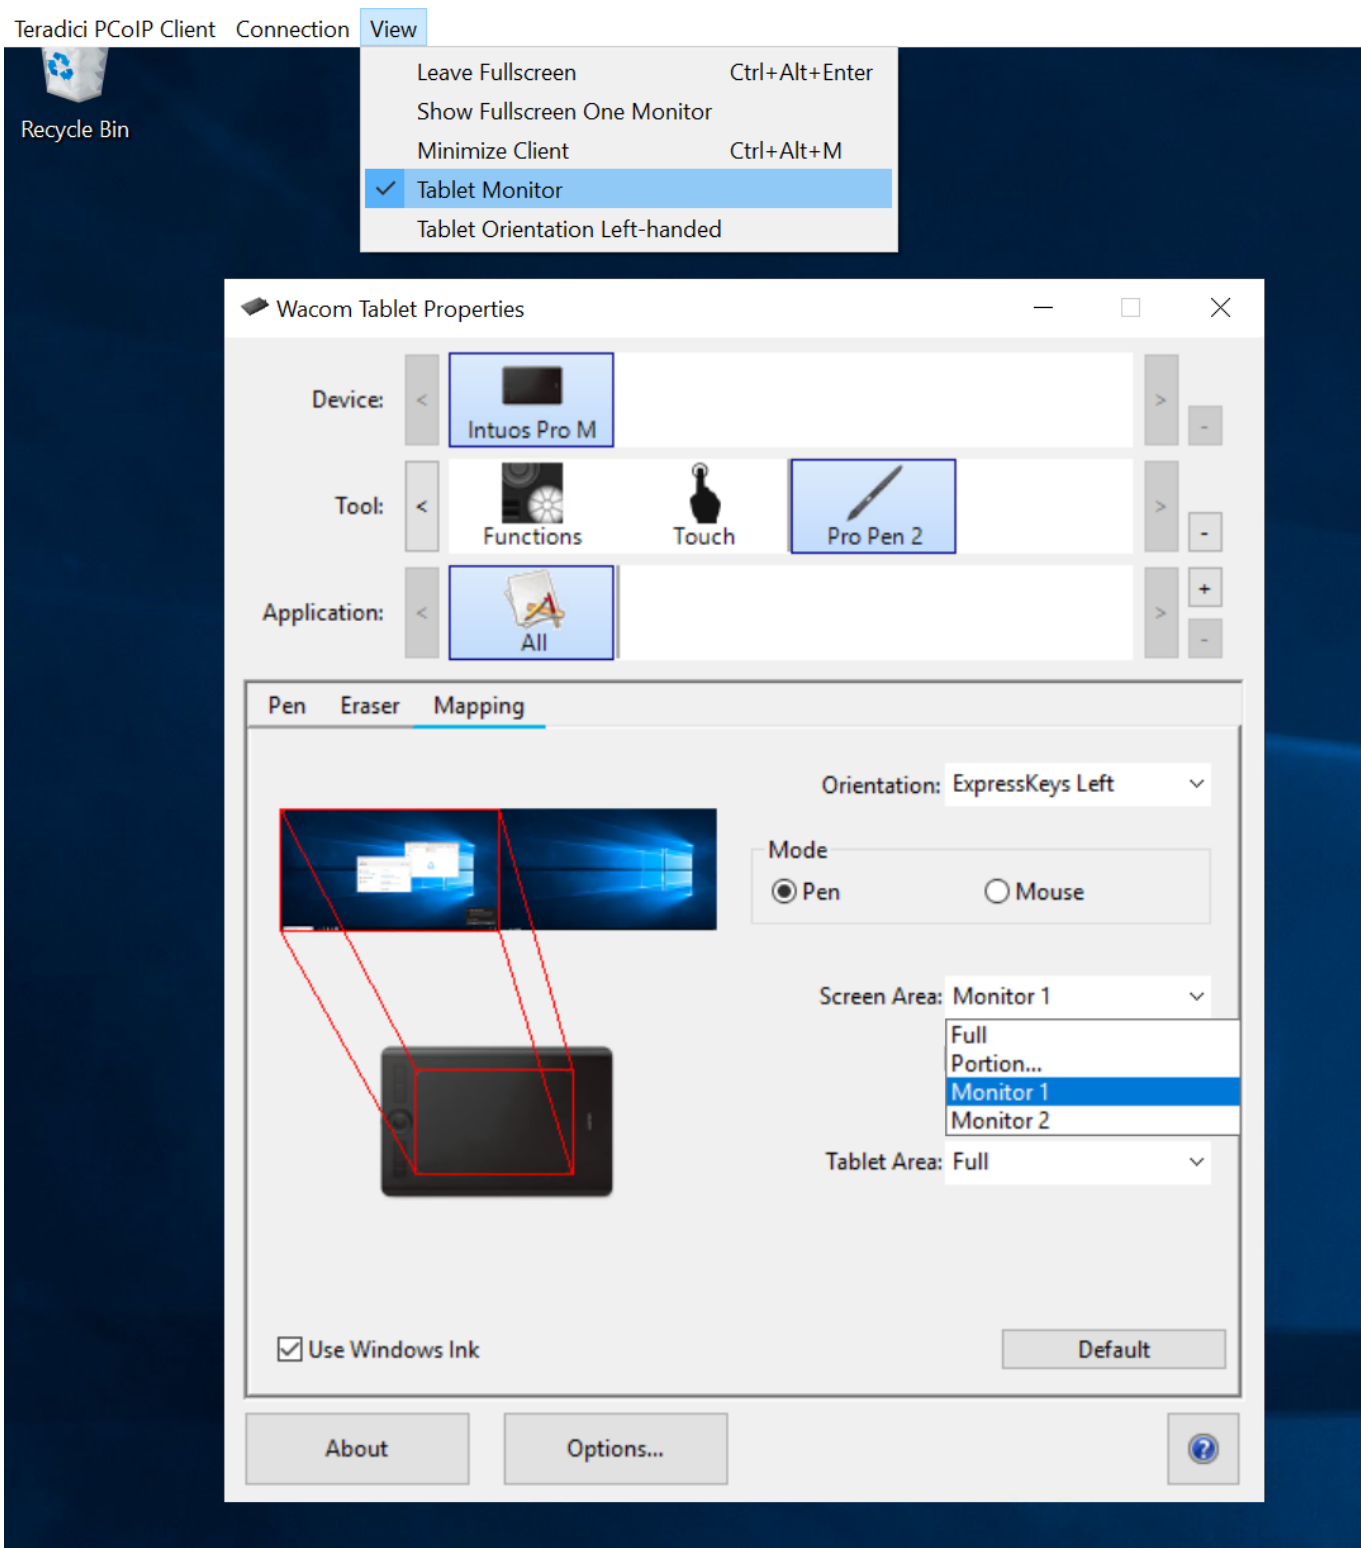 Teradici PCoIP Client Connection View
Leave Fullscreen Ctrl+Alt+Enter
Show Fullscreen One Monitor
Minimize Client Ctrl+Alt+M
Tablet Monitor
Tablet Orientation Left-handed
Recycle Bin
Wacom Tablet Properties
Device: < Intuos Pro M > -
Tool: < Functions Touch Pro Pen 2 > -
Application: < All > + -
Pen Eraser Mapping
Orientation: ExpressKeys Left
Mode
Pen Mouse
Screen Area: Monitor 1
Full
Portion...
Monitor 1
Monitor 2
Tablet Area: Full
Use Windows Ink Default
About Options... ?